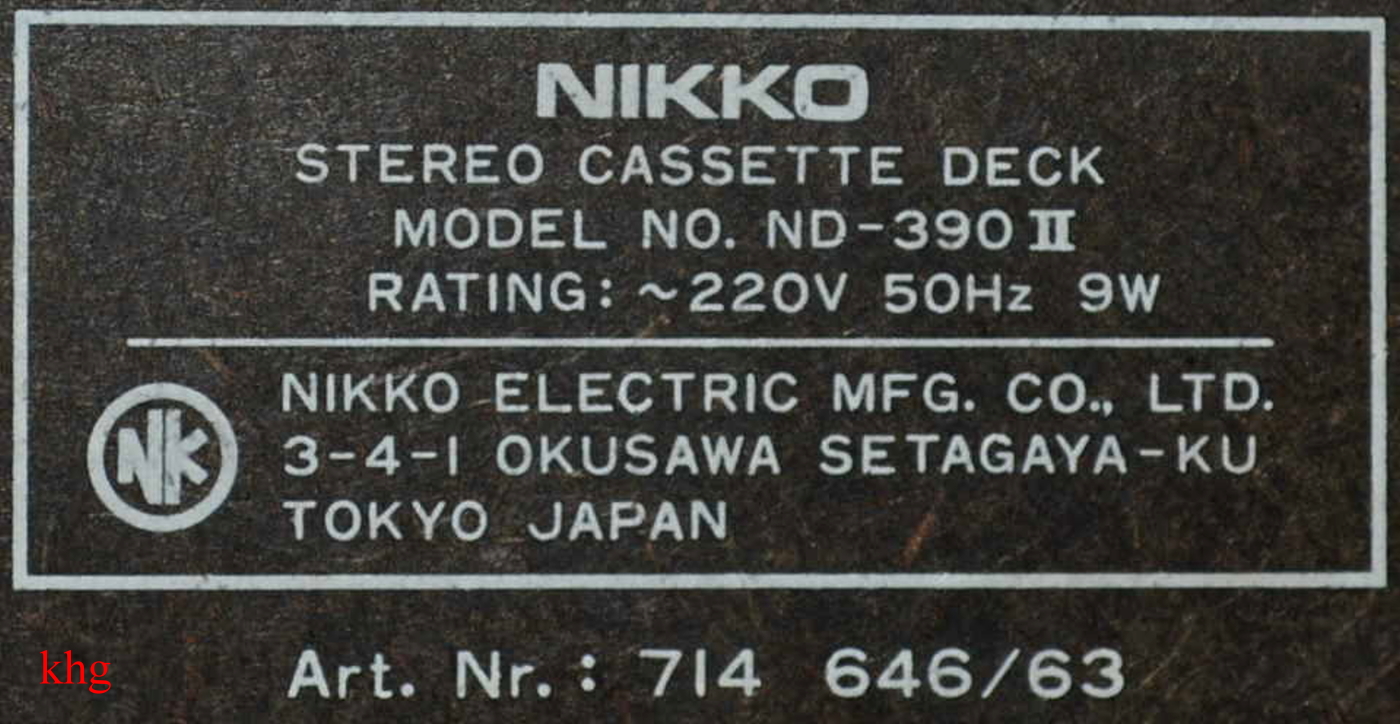 NIKKO
STEREO CASSETTE DECK
MODEL NO. ND-390 II
RATING: ~220V 50Hz 9W
NIKKO ELECTRIC MFG. CO., LTD.
NK
3-4-1 OKUSAWA SETAGAYA-KU
TOKYO JAPAN
Art. Nr.: 714 646/63
khg